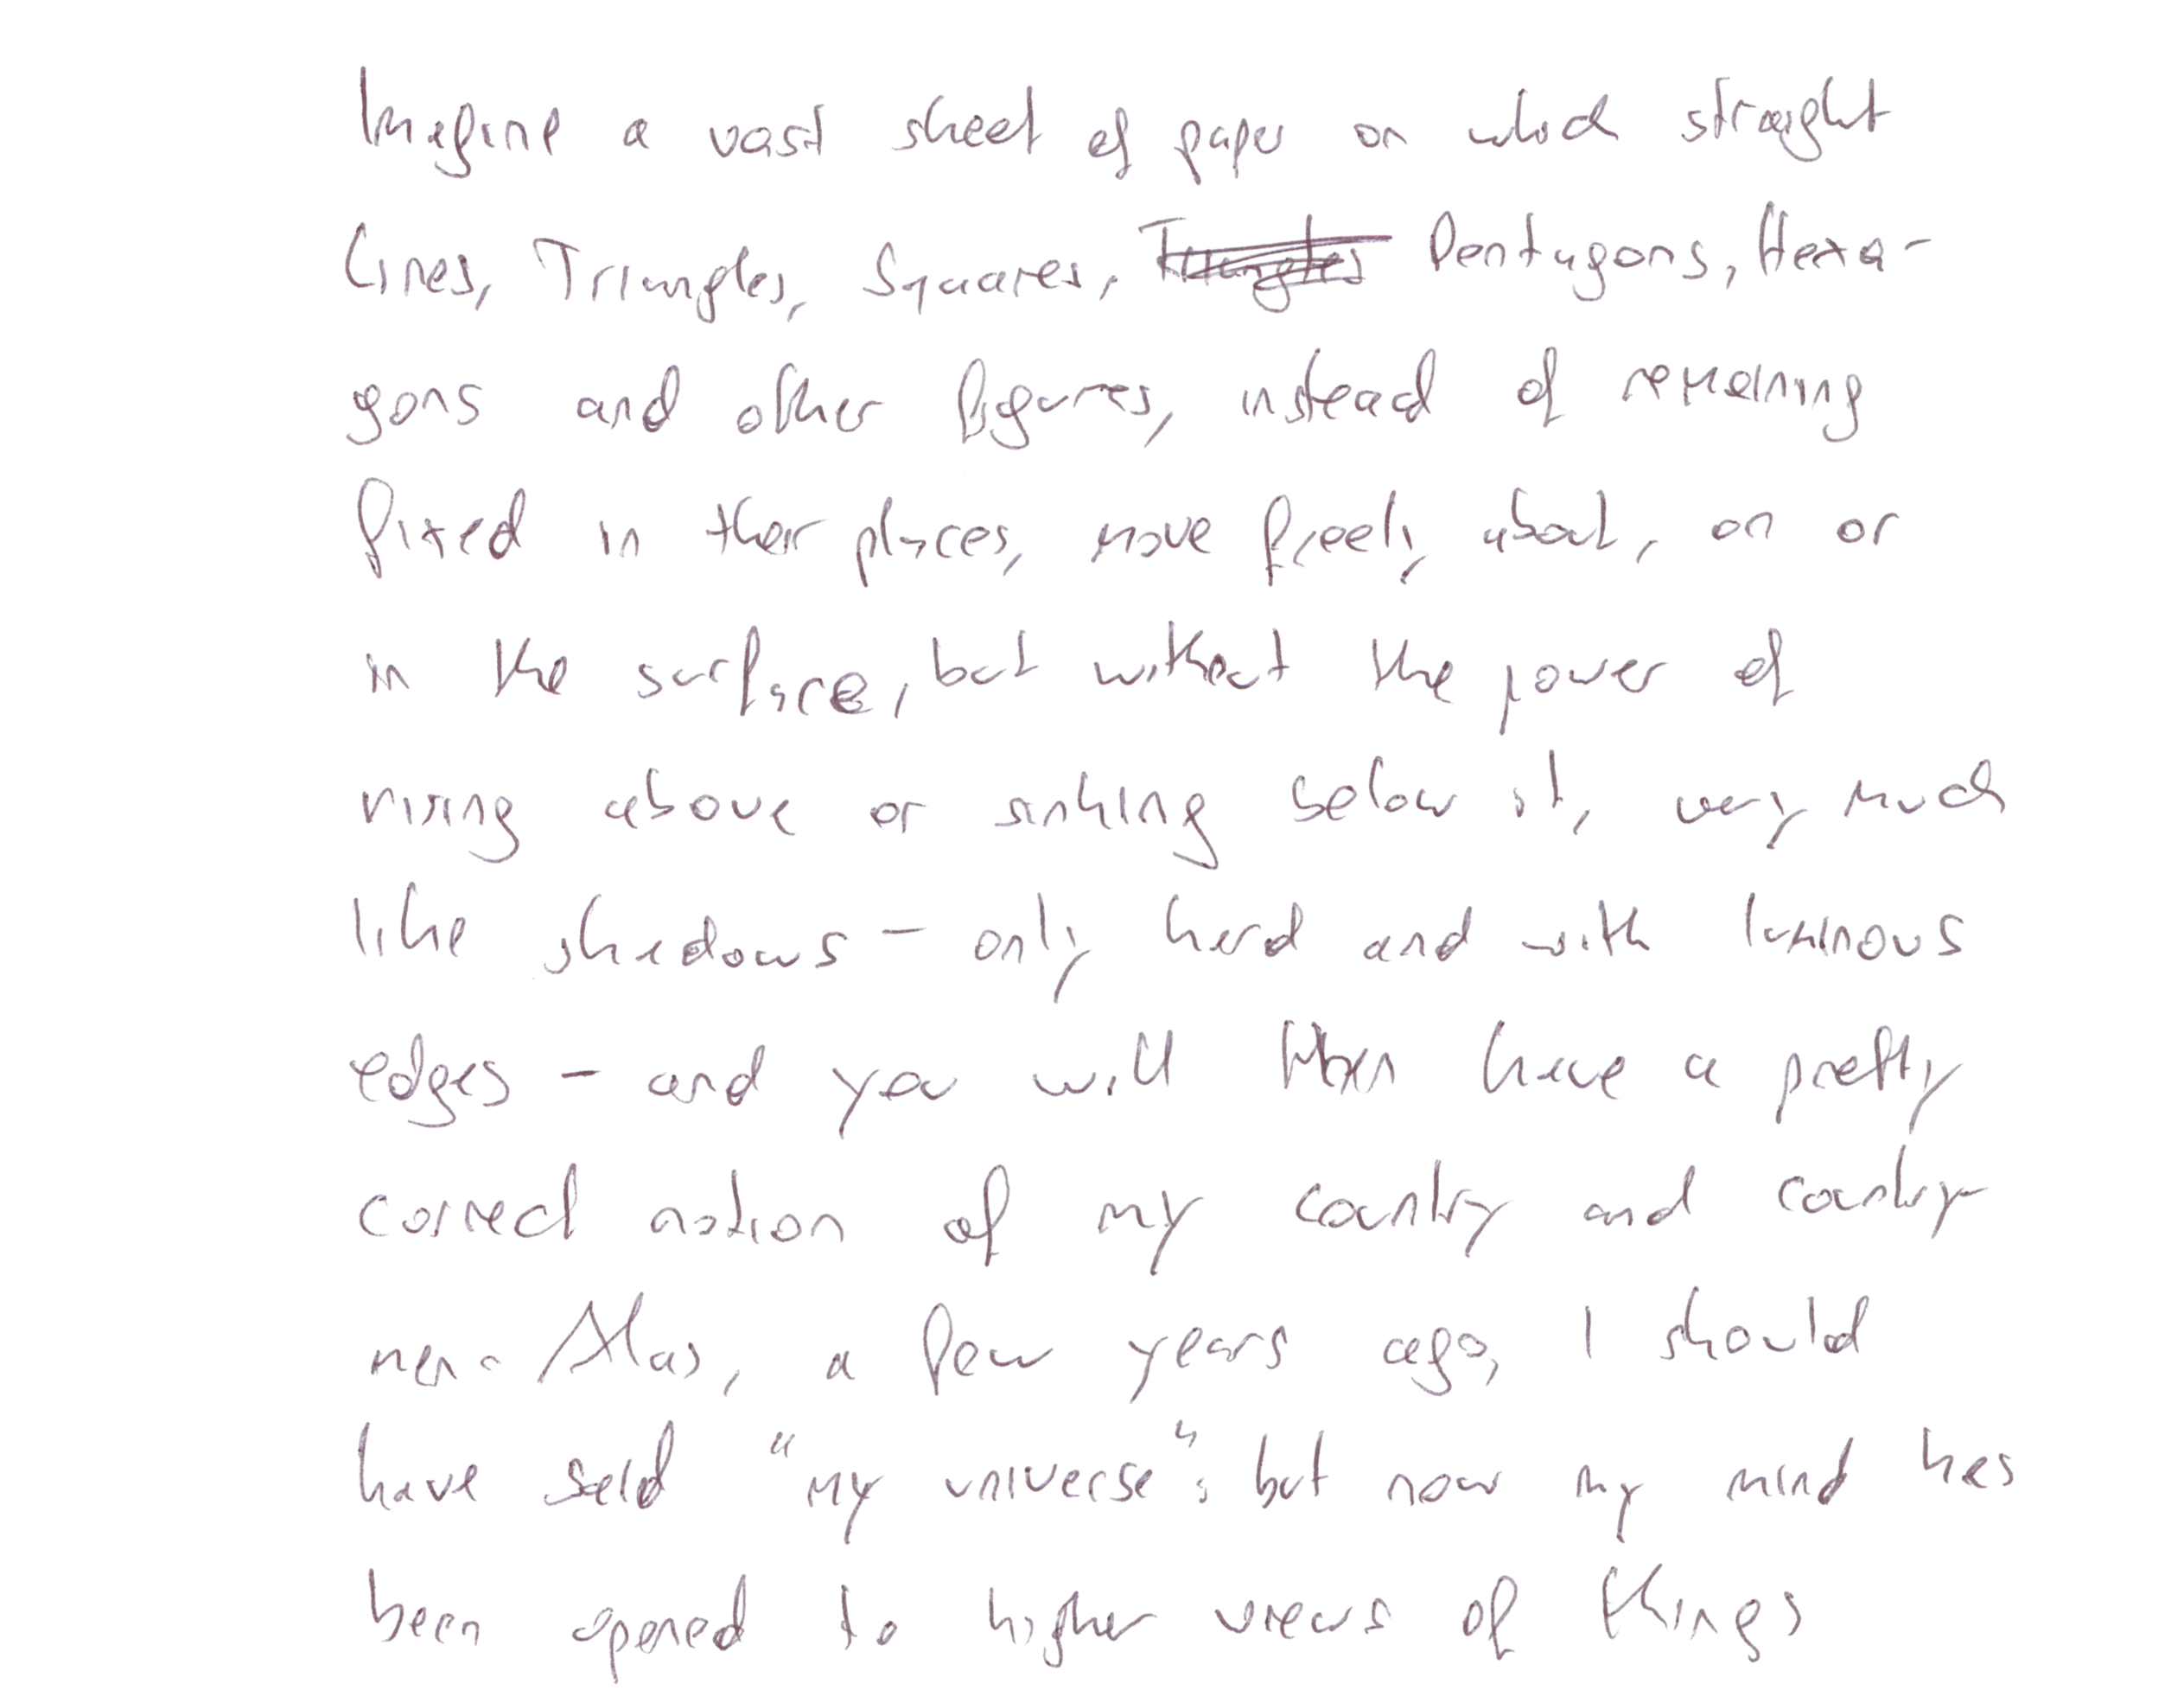 Imagine a vast sheet of paper on which straight
Lines, Triangles, Squares, Triangles Pentagons, Hexa-
gons and other figures, instead of remaining
fixed in their places, move freely about, on or
in the surface, but without the power of
rising above or sinking below it, very much
like shadows - only hard and with luminous
edges - and you will then have a pretty
correct notion of my country and country-
men. Alas, a few years ago, I should
have said "my universe": but now my mind has
been opened to higher views of things